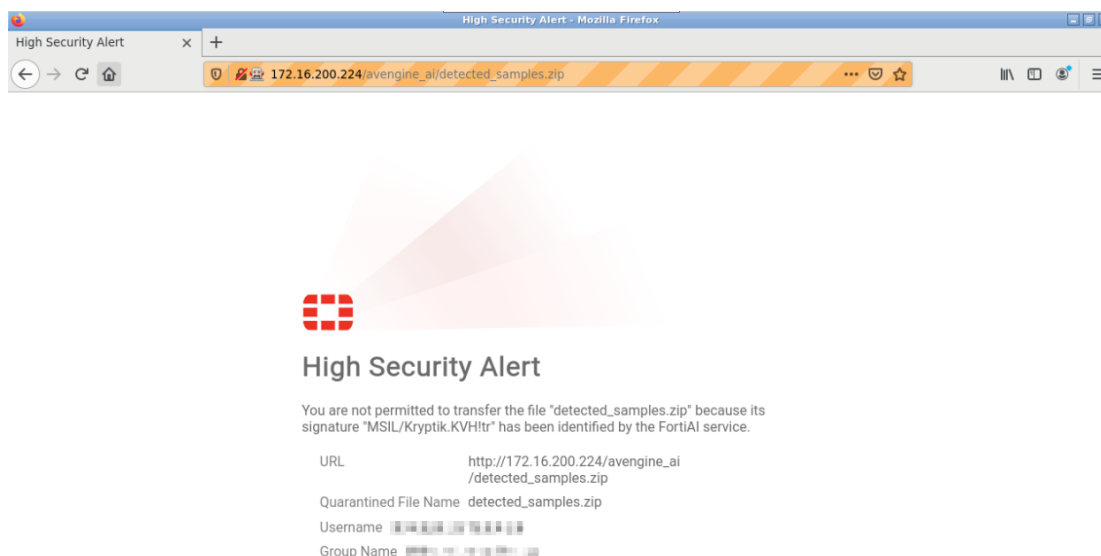 High Security Alert - Mozilla Firefox
High Security Alert
172.16.200.224/avengine_ai/detected_samples.zip
High Security Alert
You are not permitted to transfer the file "detected_samples.zip" because its
signature "MSIL/Kryptik.KVH!tr" has been identified by the FortiAI service.
URL http://172.16.200.224/avengine_ai
/detected_samples.zip
Quarantined File Name detected_samples.zip
Username
Group Name